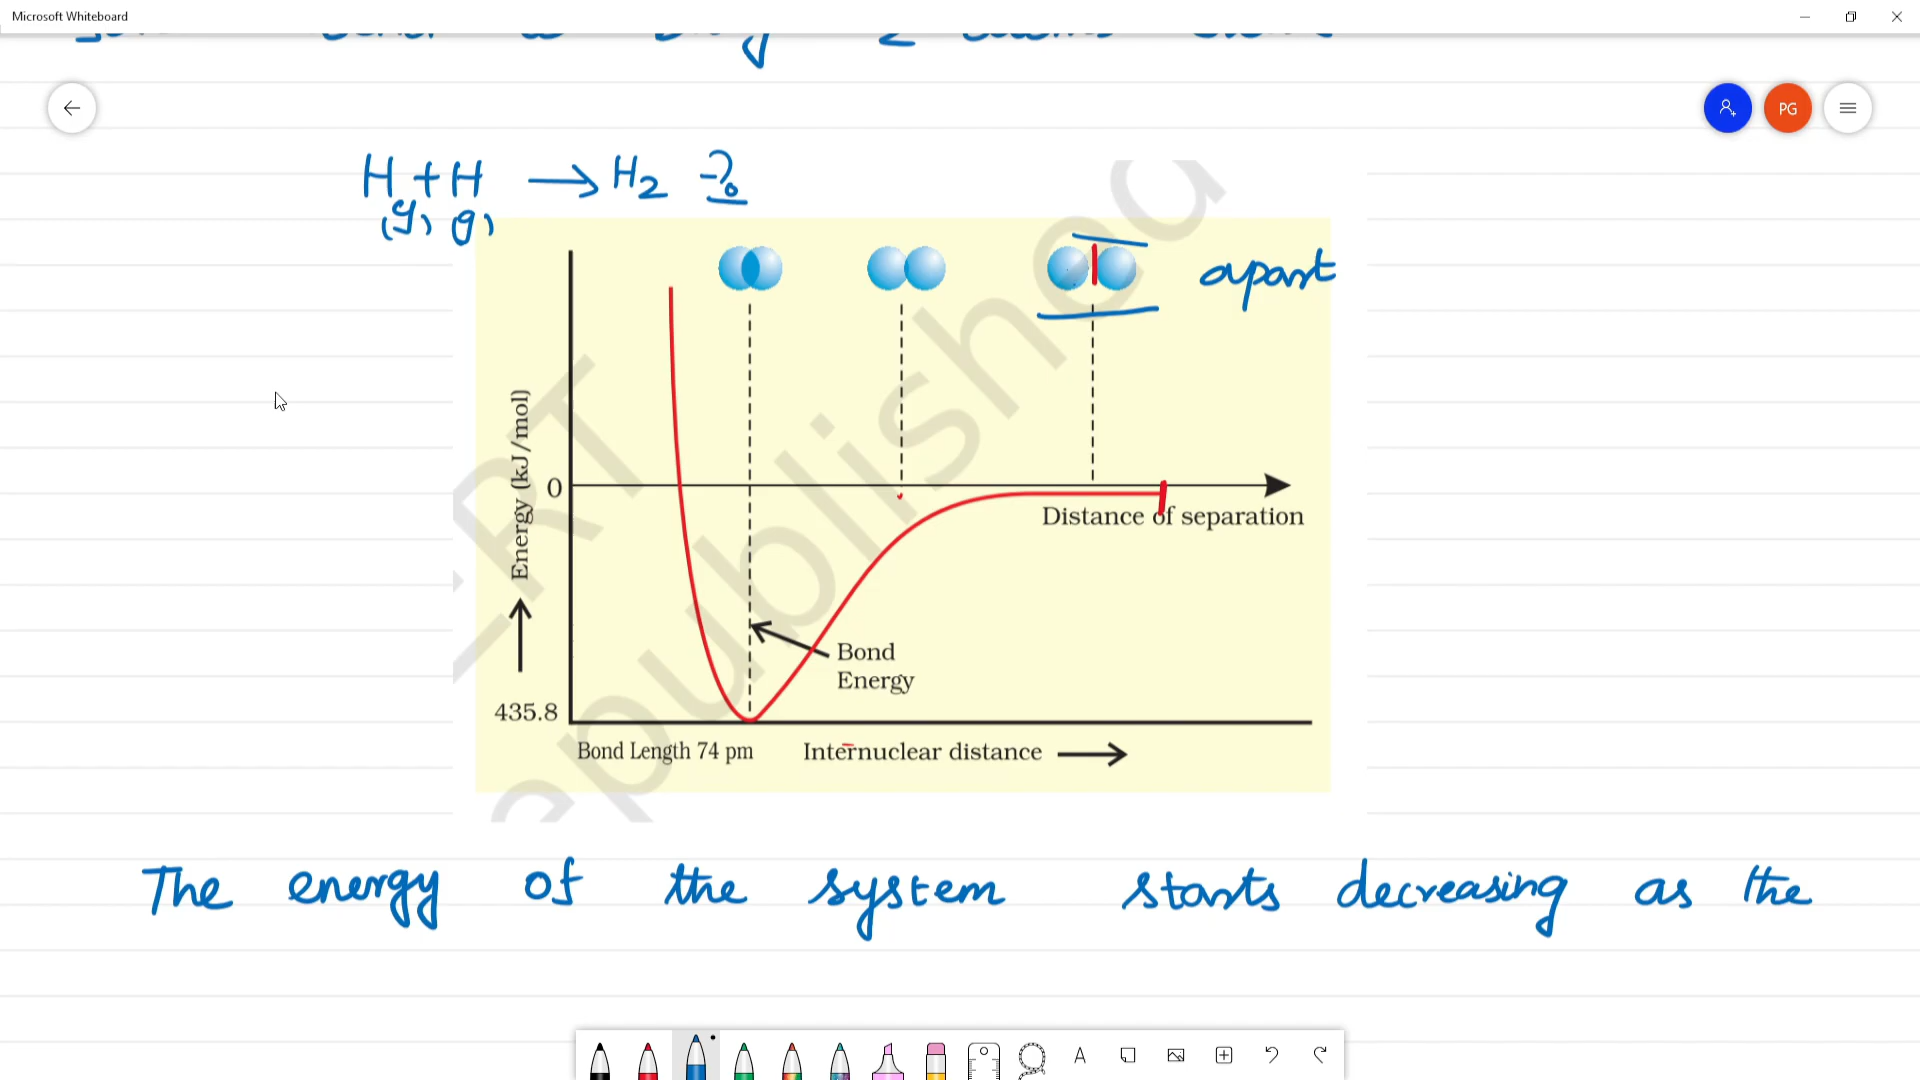 Microsoft Whiteboard
PG
H + H → H2 ?
(g) (g)
apart
Energy (kJ/mol)
0
Distance of separation
Bond
Energy
435.8
Bond Length 74 pm
Internuclear distance
The energy of the system starts decreasing as the
A